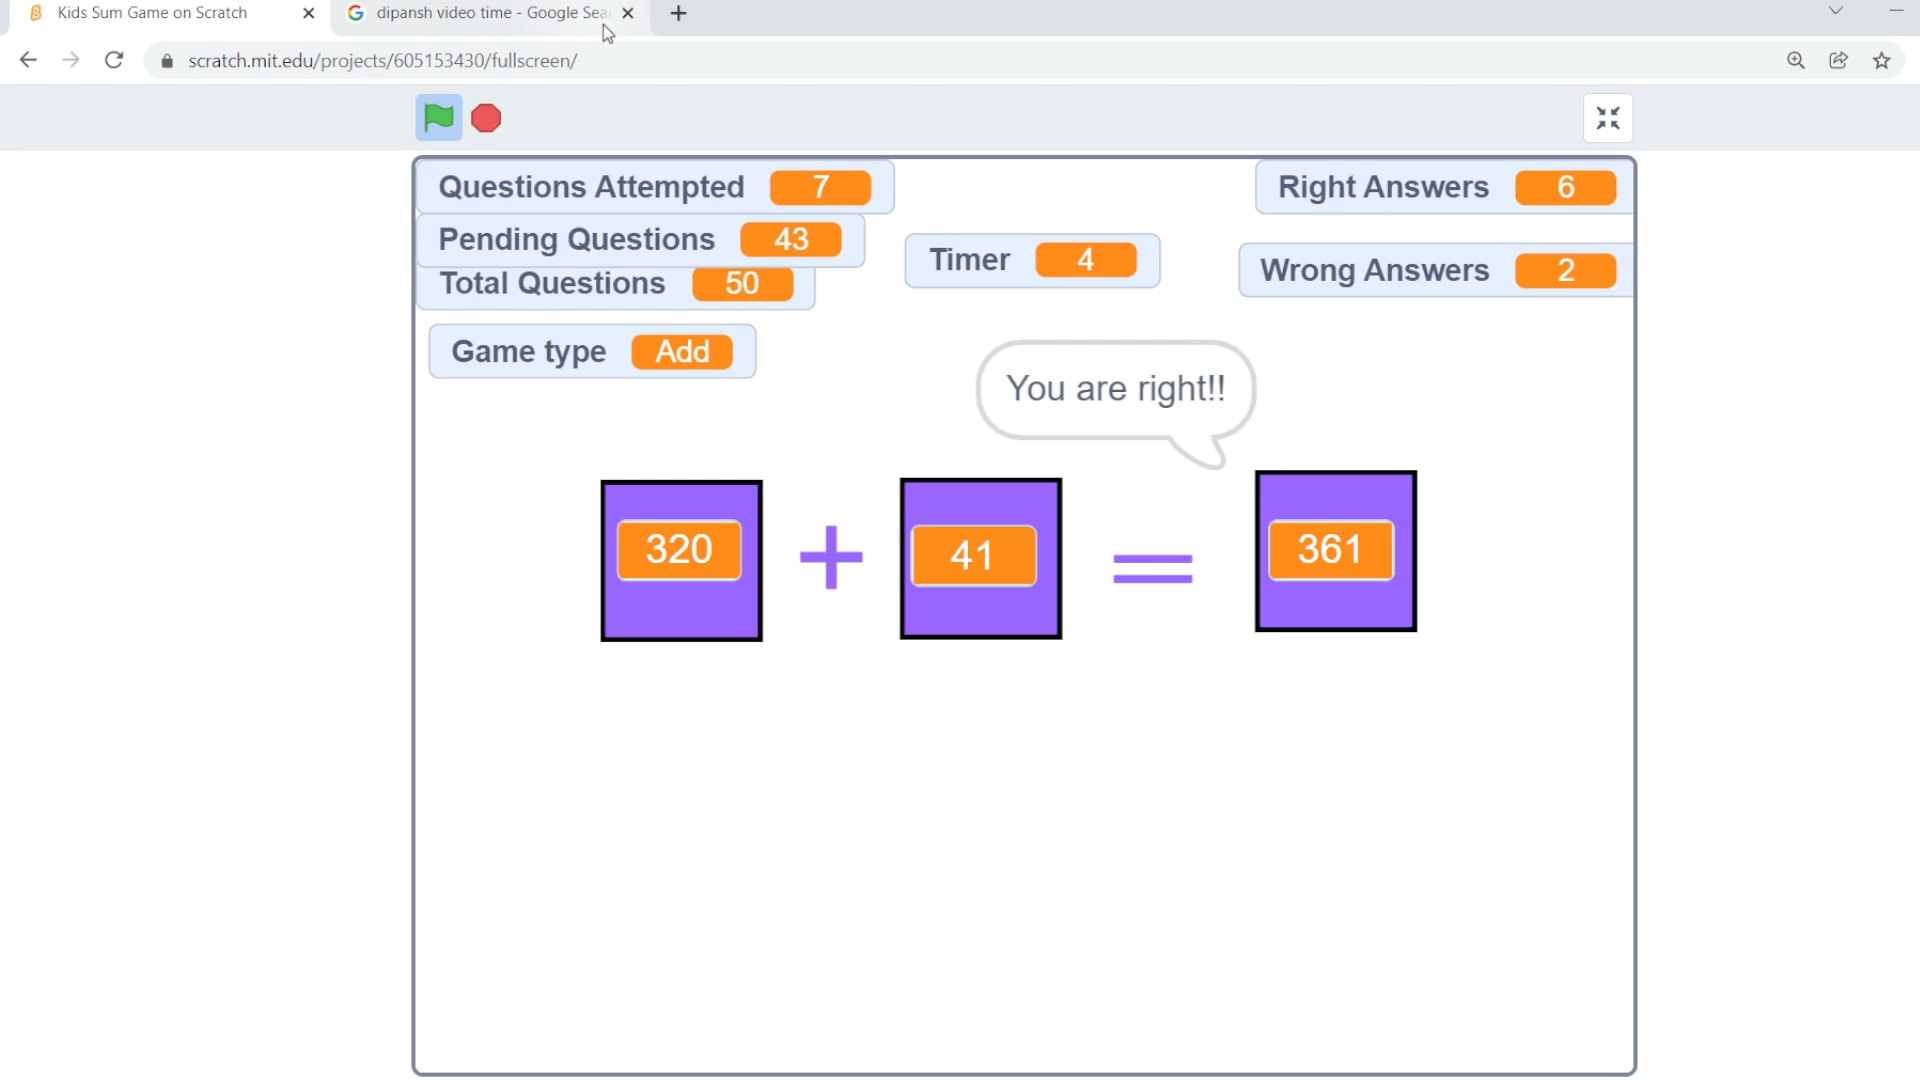 Kids Sum Game on Scratch
dipansh video time - Google Sea
scratch.mit.edu/projects/605153430/fullscreen/
Questions Attempted 7
Right Answers 6
Pending Questions 43
Timer 4
Wrong Answers 2
Total Questions 50
Game type Add
You are right!!
320 + 41 = 361